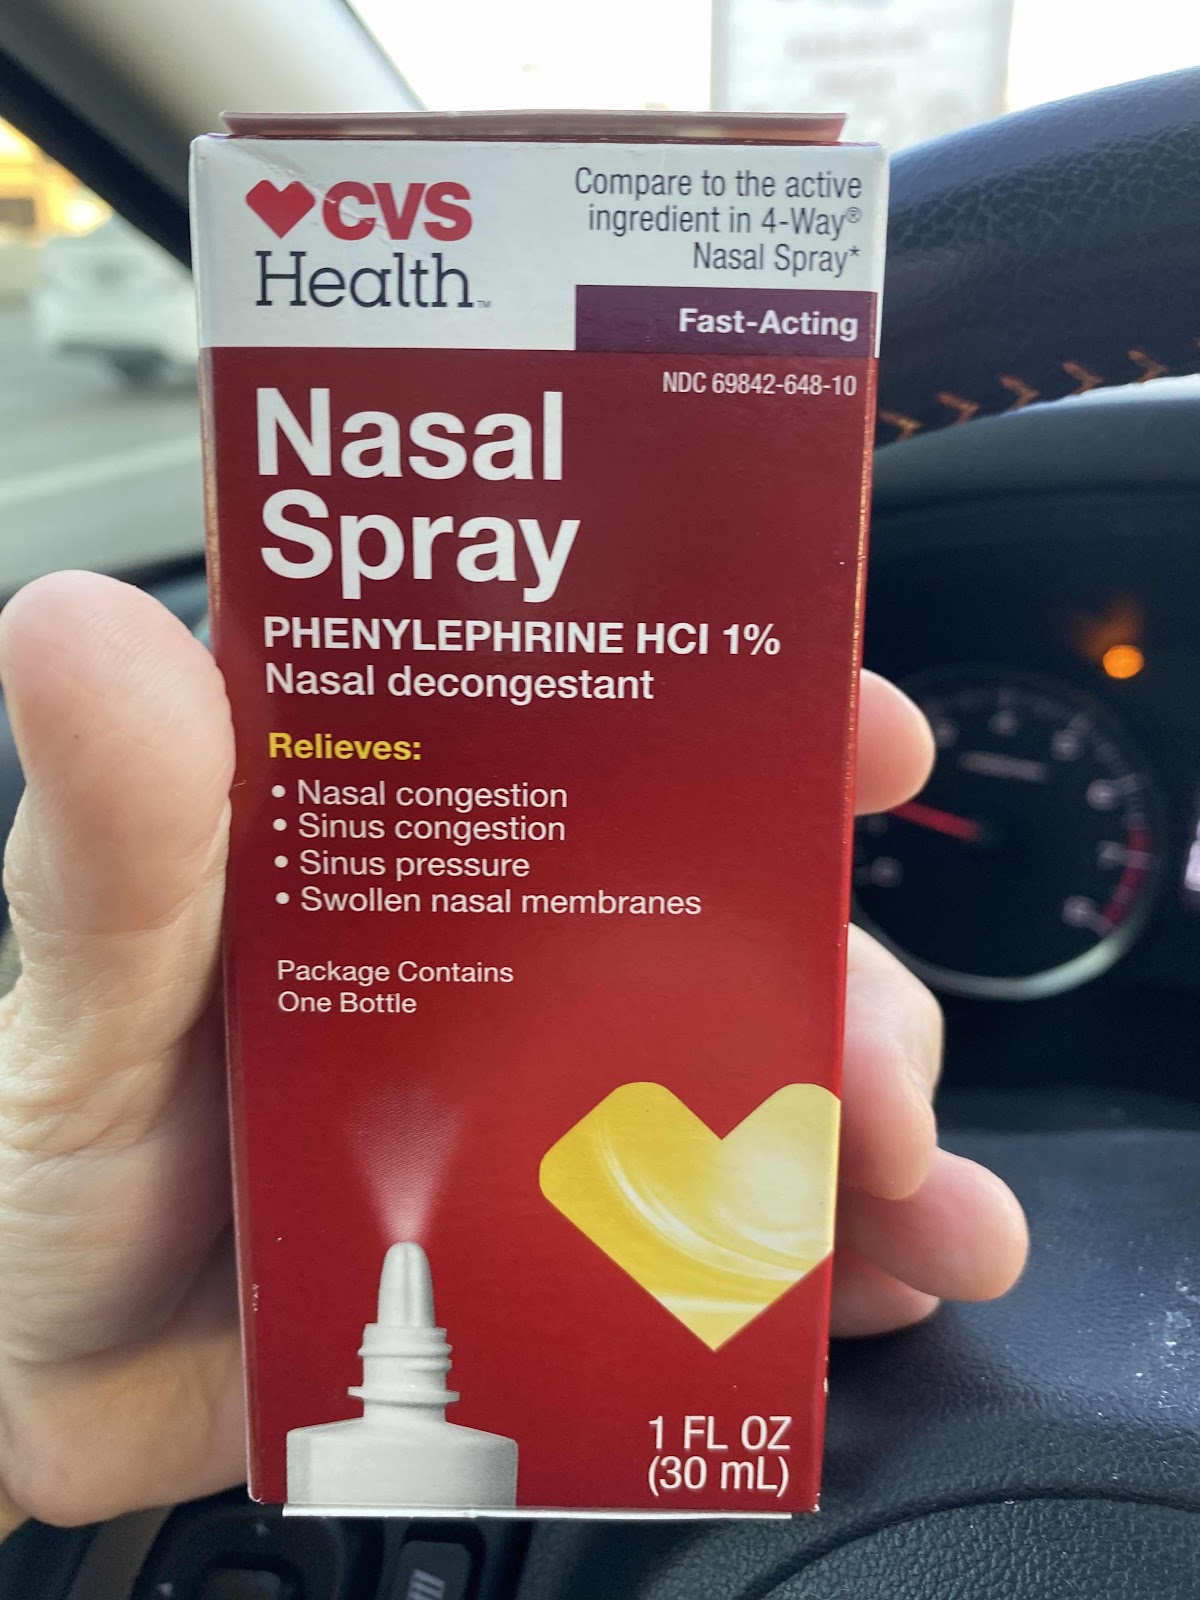 CVS
Health™
Compare to the active
ingredient in 4-Way®
Nasal Spray*
Fast-Acting
NDC 69842-648-10
Nasal
Spray
PHENYLEPHRINE HCl 1%
Nasal decongestant
Relieves:
• Nasal congestion
• Sinus congestion
• Sinus pressure
• Swollen nasal membranes
Package Contains
One Bottle
1 FL OZ
(30 mL)